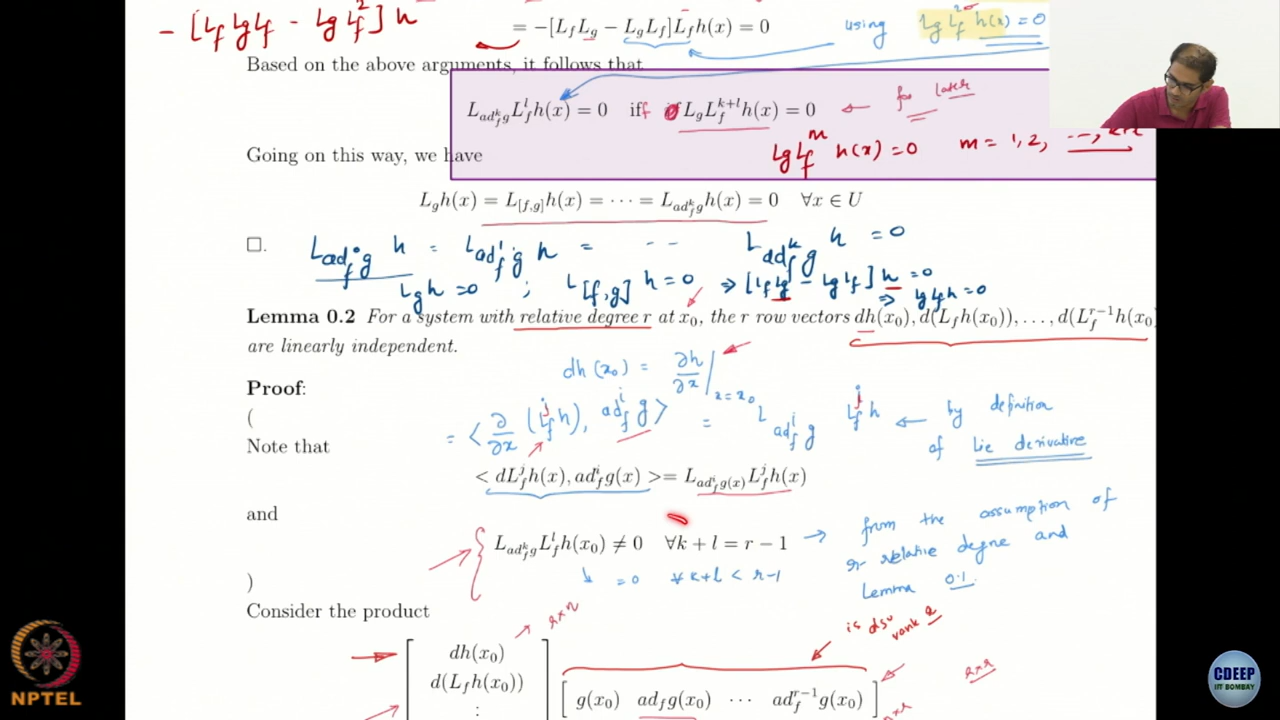 - [L_f L_g L_f - L_g L_f^2] h
= -[L_f L_g - L_g L_f]L_f h(x) = 0 using L_g L_f^2 h(x) = 0
Based on the above arguments, it follows that
L_{ad_f^k g} L_f^l h(x) = 0 iff L_g L_f^{k+l} h(x) = 0 ← for later
L_g L_f^m h(x) = 0 m = 1, 2, ...,
Going on this way, we have
L_g h(x) = L_{[f,g]} h(x) = ··· = L_{ad_f^k g} h(x) = 0 ∀x ∈ U
□. L_{ad_f^0 g} h = L_{ad_f^1 g} h = -- L_{ad_f^k g} h = 0
L_g h = 0 ; L_{[f,g]} h = 0 ⇒ [L_f L_g - L_g L_f] h = 0
⇒ L_g L_f h = 0
Lemma 0.2 For a system with relative degree r at x_0, the r row vectors dh(x_0), d(L_f h(x_0)), ..., d(L_f^{r-1} h(x_0)
are linearly independent.
dh(x_0) = ∂h/∂x |_{x=x_0}
Proof:
(
= < ∂/∂x (L_f^j h), ad_f^i g > = L_{ad_f^i g} L_f^j h ← by definition
of Lie derivative
Note that
< dL_f^j h(x), ad_f^i g(x) >= L_{ad_f^i g(x)} L_f^j h(x)
and
L_{ad_f^k g} L_f^l h(x_0) ≠ 0 ∀k + l = r − 1 → from the assumption of
r relative degree and
Lemma 0.1
↓ = 0 ∀ k+l < r-1
)
Consider the product
→ r×n
is also rank r
dh(x_0)
d(L_f h(x_0))
⋮
[ g(x_0) ad_f g(x_0) ··· ad_f^{r-1} g(x_0) ]
r×r
n×r
NPTEL
CDEEP
IIT BOMBAY